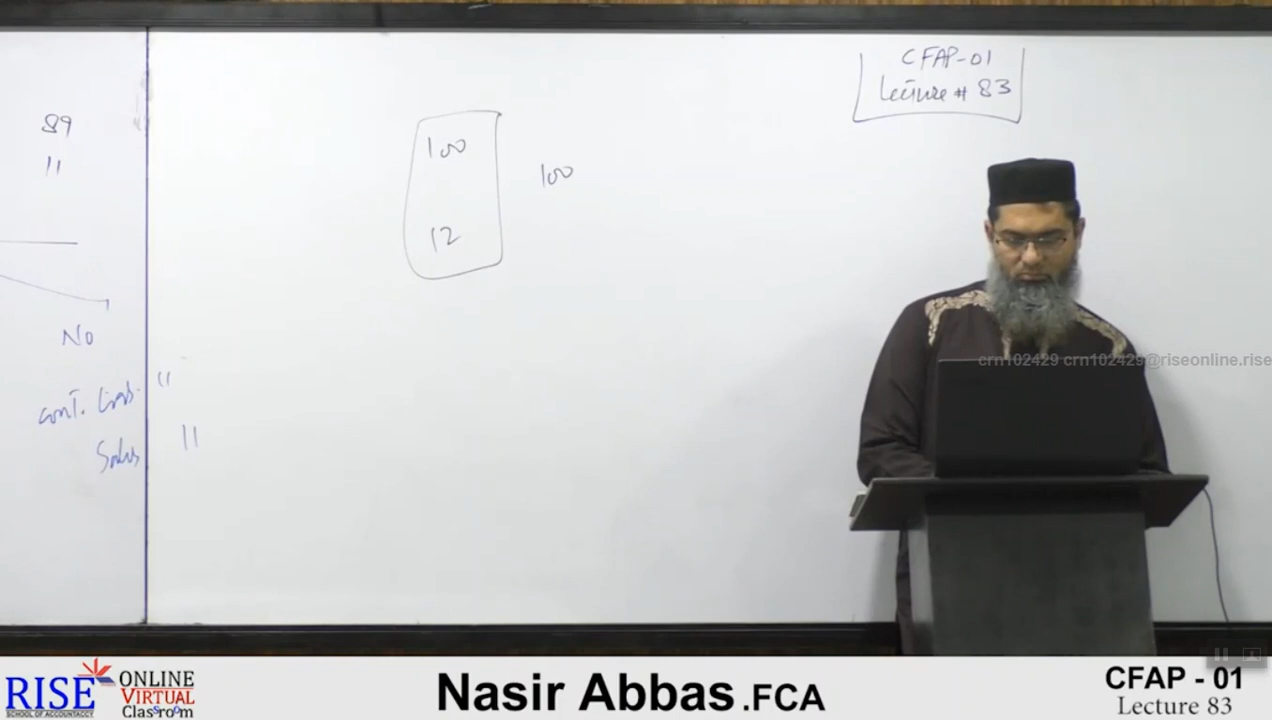 CFAP-01
Lecture # 83
89
11
100
100
12
No
cont. Liab. 11
Sales 11
crn102429 crn102429@riseonline.rise
RISE
SCHOOL OF ACCOUNTANCY
ONLINE
VIRTUAL
Classroom
Nasir Abbas .FCA
CFAP - 01
Lecture 83